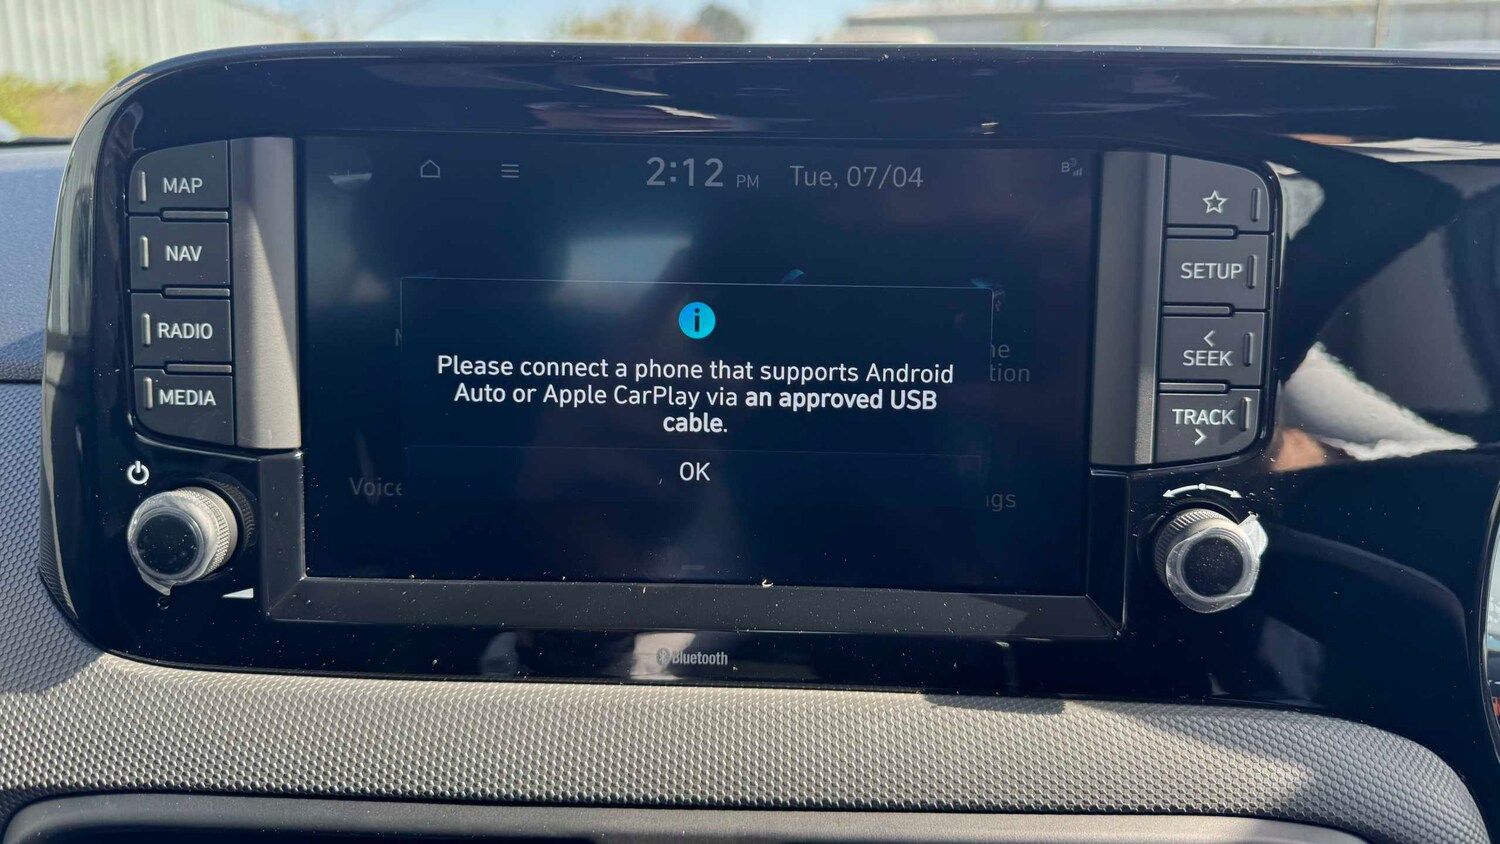 2:12 PM Tue, 07/04
MAP
NAV
RADIO
MEDIA
Please connect a phone that supports Android
Auto or Apple CarPlay via an approved USB
cable.
OK
Voice
SETUP
SEEK
TRACK
Bluetooth